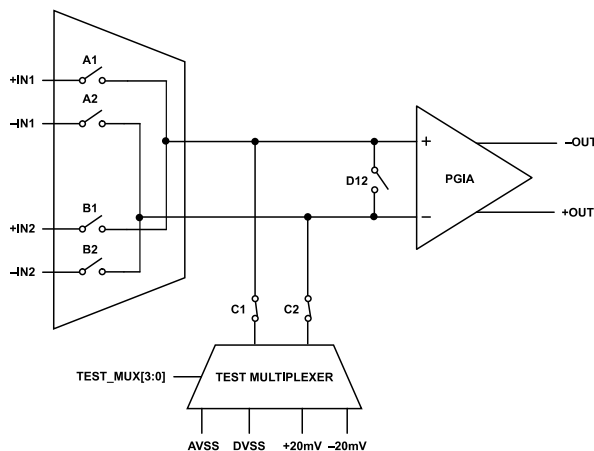 A1
+IN1
A2
–IN1
+
–OUT
D12
PGIA
B1
–
+OUT
+IN2
B2
–IN2
C1
C2
TEST_MUX[3:0]
TEST MULTIPLEXER
AVSS
DVSS
+20mV
–20mV